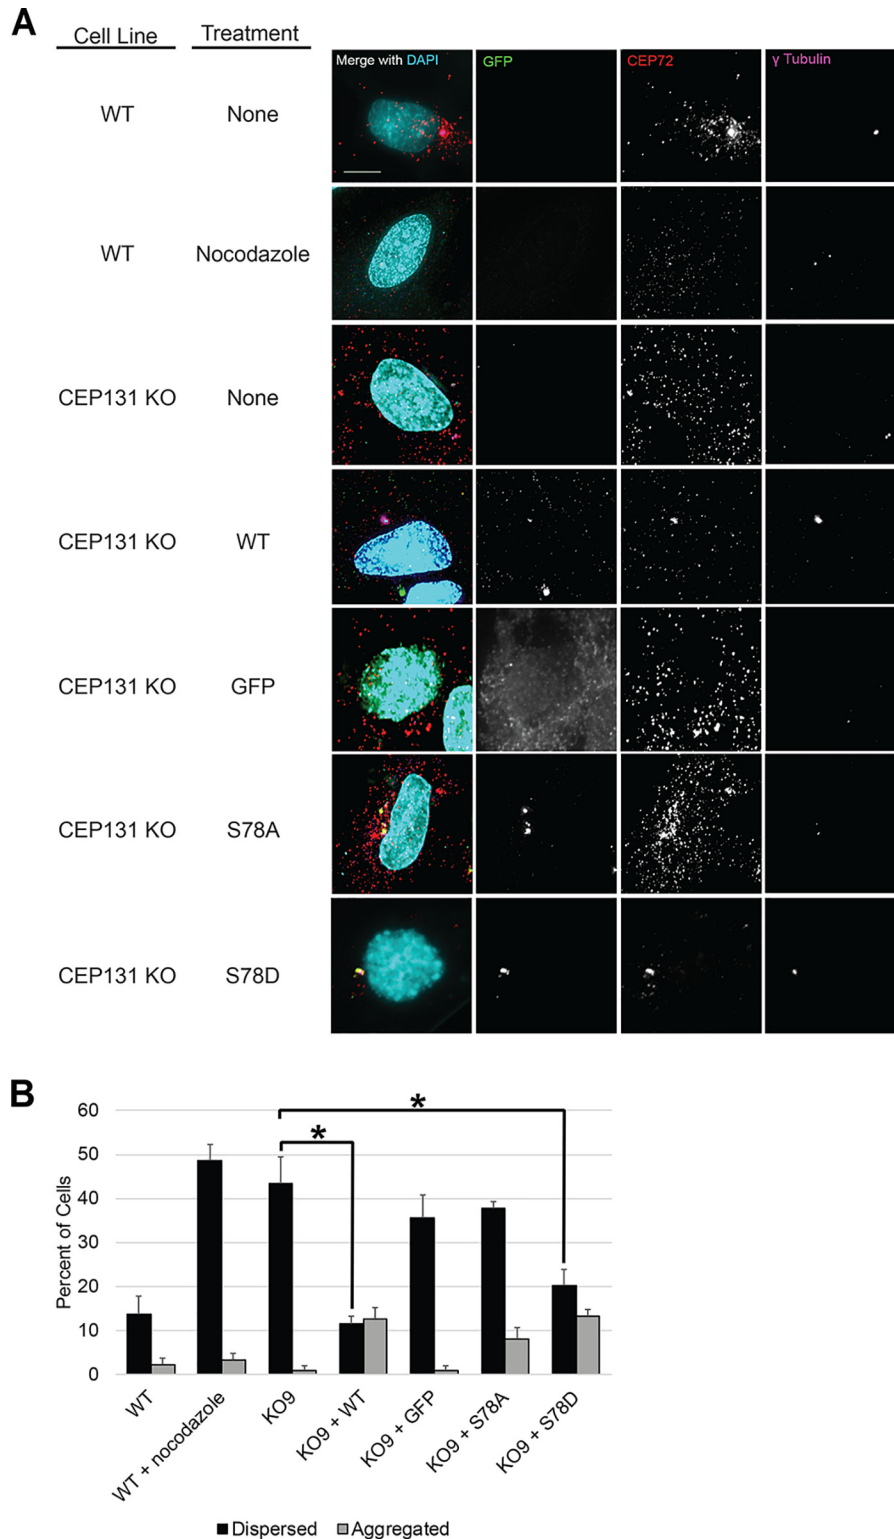 A
Cell Line Treatment
Merge with DAPI GFP CEP72 γ Tubulin
WT None
WT Nocodazole
CEP131 KO None
CEP131 KO WT
CEP131 KO GFP
CEP131 KO S78A
CEP131 KO S78D
B
60
50
40
30
20
10
0
Percent of Cells
*
*
WT
WT + nocodazole
KO9
KO9 + WT
KO9 + GFP
KO9 + S78A
KO9 + S78D
Dispersed Aggregated